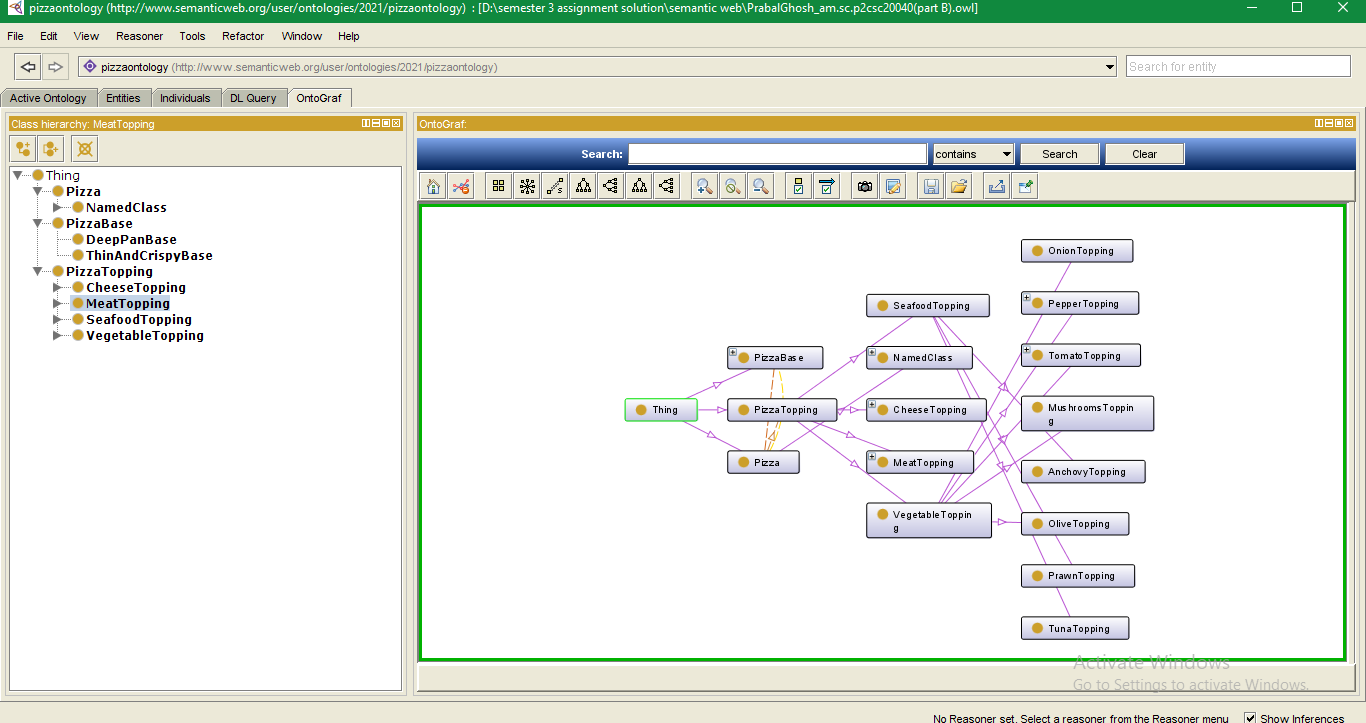 pizzaontology (http://www.semanticweb.org/user/ontologies/2021/pizzaontology) : [D:\semester 3 assignment solution\semantic web\PrabalGhosh_am.sc.p2csc20040(part B).owl]
File Edit View Reasoner Tools Refactor Window Help
pizzaontology (http://www.semanticweb.org/user/ontologies/2021/pizzaontology)
Search for entity
Active Ontology Entities Individuals DL Query OntoGraf
Class hierarchy: MeatTopping
Thing
Pizza
NamedClass
PizzaBase
DeepPanBase
ThinAndCrispyBase
PizzaTopping
CheeseTopping
MeatTopping
SeafoodTopping
VegetableTopping
OntoGraf:
Search: contains Search Clear
OnionTopping
SeafoodTopping
PepperTopping
PizzaBase
NamedClass
TomatoTopping
Thing
PizzaTopping
CheeseTopping
MushroomsToppin
g
Pizza
MeatTopping
AnchovyTopping
VegetableToppin
g
OliveTopping
PrawnTopping
TunaTopping
Activate Windows
Go to Settings to activate Windows.
No Reasoner set. Select a reasoner from the Reasoner menu Show Inferences